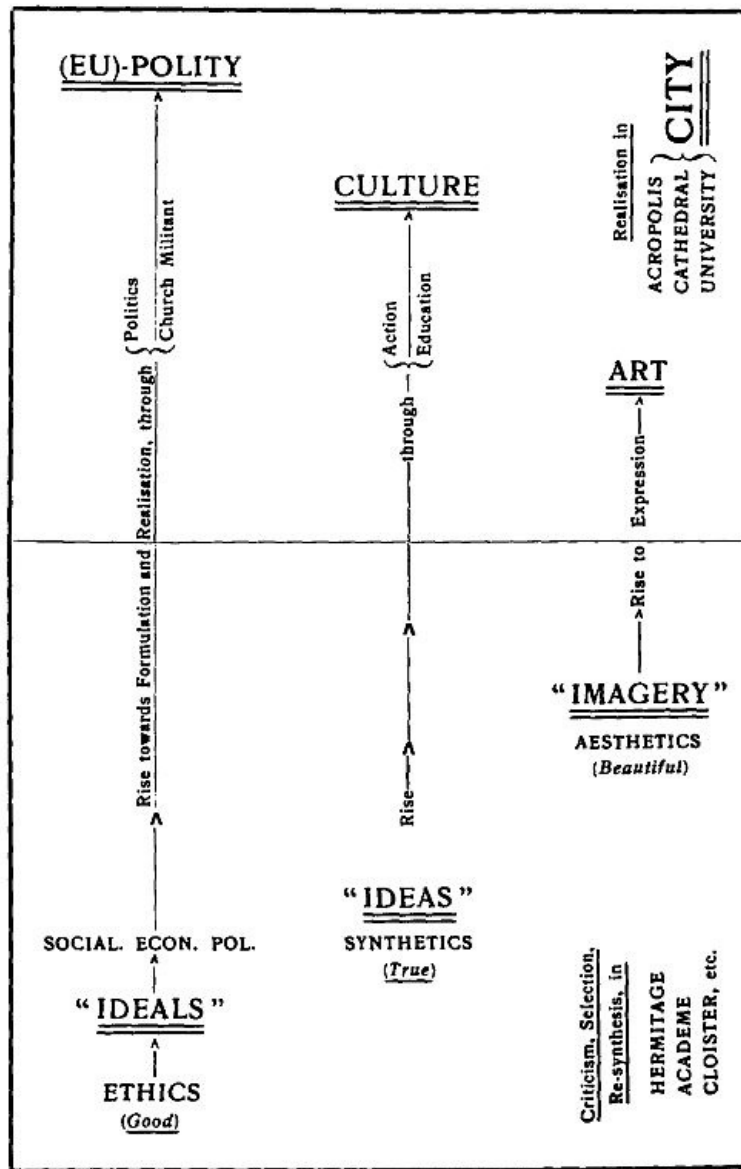 (EU)-POLITY
Politics
Church Militant
Rise towards Formulation and Realisation, through
SOCIAL. ECON. POL.
“IDEALS”
ETHICS
(Good)
CULTURE
Action
Education
through
Rise
“IDEAS”
SYNTHETICS
(True)
Realisation in
ACROPOLIS
CATHEDRAL
UNIVERSITY
CITY
ART
Rise to Expression
“IMAGERY”
AESTHETICS
(Beautiful)
Criticism, Selection,
Re-synthesis, in
HERMITAGE
ACADEME
CLOISTER, etc.